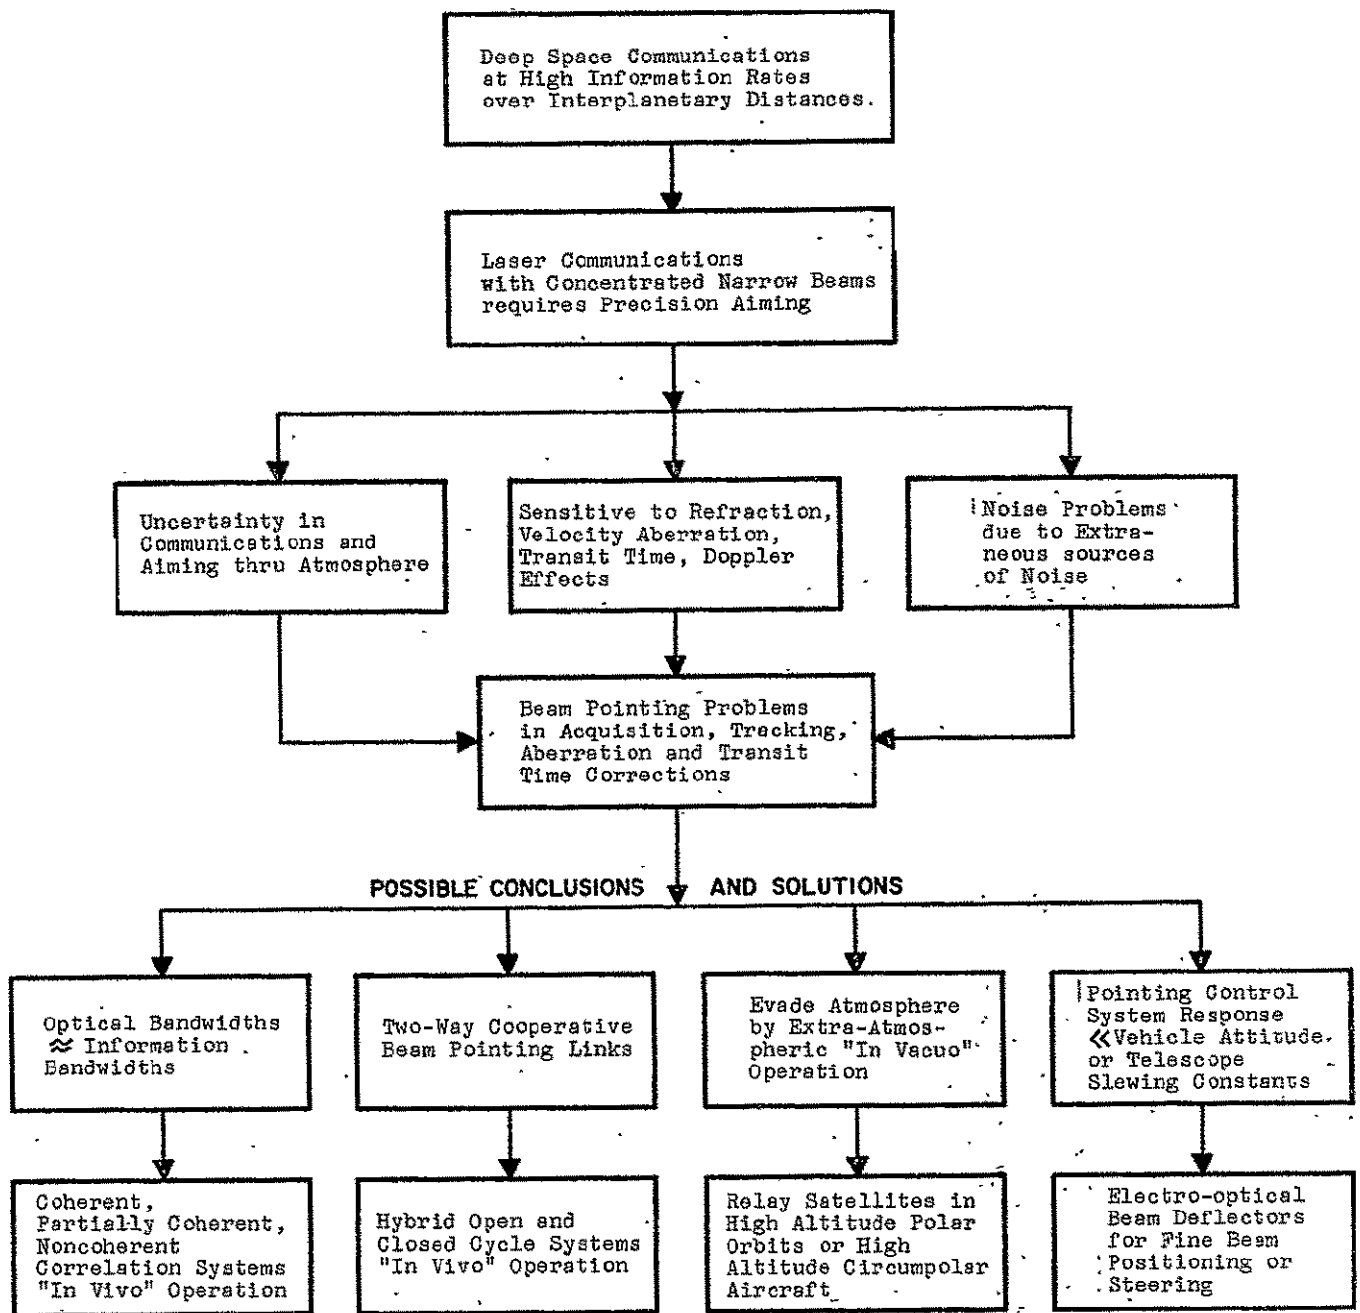 Deep Space Communications
at High Information Rates
over Interplanetary Distances.
Laser Communications
with Concentrated Narrow Beams
requires Precision Aiming
Uncertainty in
Communications and
Aiming thru Atmosphere
Sensitive to Refraction,
Velocity Aberration,
Transit Time, Doppler
Effects
Noise Problems
due to Extra-
neous sources
of Noise
Beam Pointing Problems
in Acquisition, Tracking,
Aberration and Transit
Time Corrections
POSSIBLE CONCLUSIONS AND SOLUTIONS
Optical Bandwidths
≈ Information
Bandwidths
Two-Way Cooperative
Beam Pointing Links
Evade Atmosphere
by Extra-Atmos-
pheric "In Vacuo"
Operation
Pointing Control
System Response
≪Vehicle Attitude
or Telescope
Slewing Constants
Coherent,
Partially Coherent,
Noncoherent
Correlation Systems
"In Vivo" Operation
Hybrid Open and
Closed Cycle Systems
"In Vivo" Operation
Relay Satellites in
High Altitude Polar
Orbits or High
Altitude Circumpolar
Aircraft
Electro-optical
Beam Deflectors
for Fine Beam
Positioning or
Steering